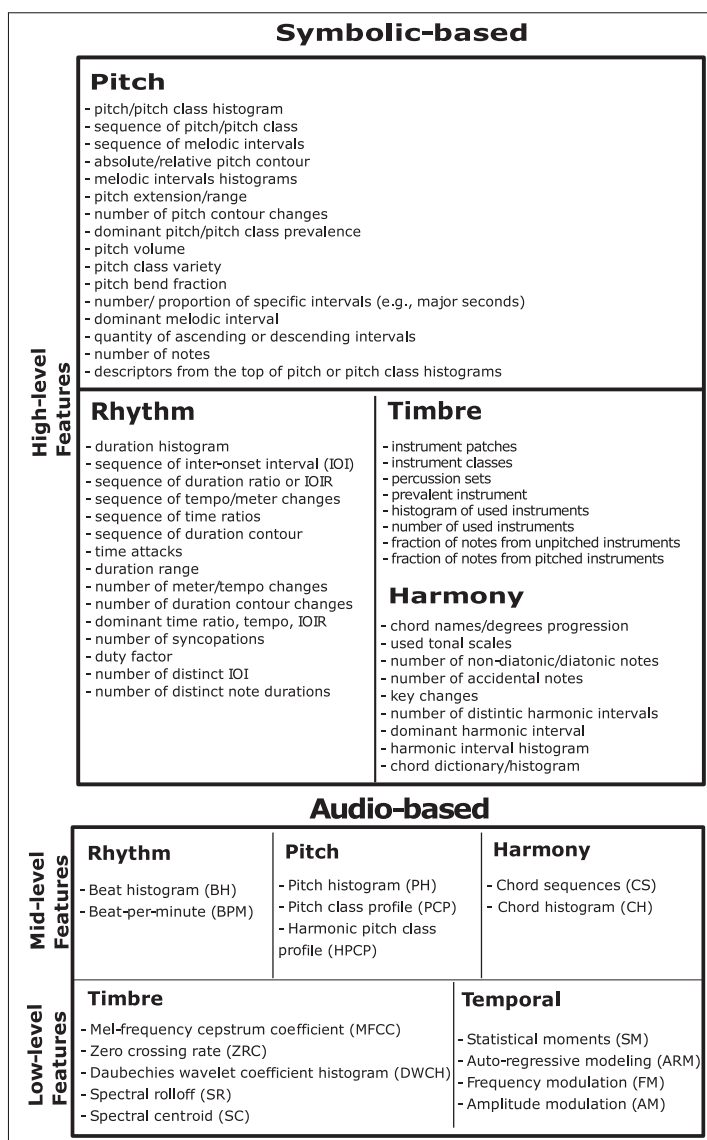 Symbolic-based
High-level
Features
Pitch
- pitch/pitch class histogram
- sequence of pitch/pitch class
- sequence of melodic intervals
- absolute/relative pitch contour
- melodic intervals histograms
- pitch extension/range
- number of pitch contour changes
- dominant pitch/pitch class prevalence
- pitch volume
- pitch class variety
- pitch bend fraction
- number/ proportion of specific intervals (e.g., major seconds)
- dominant melodic interval
- quantity of ascending or descending intervals
- number of notes
- descriptors from the top of pitch or pitch class histograms
Rhythm
- duration histogram
- sequence of inter-onset interval (IOI)
- sequence of duration ratio or IOIR
- sequence of tempo/meter changes
- sequence of time ratios
- sequence of duration contour
- time attacks
- duration range
- number of meter/tempo changes
- number of duration contour changes
- dominant time ratio, tempo, IOIR
- number of syncopations
- duty factor
- number of distinct IOI
- number of distinct note durations
Timbre
- instrument patches
- instrument classes
- percussion sets
- prevalent instrument
- histogram of used instruments
- number of used instruments
- fraction of notes from unpitched instruments
- fraction of notes from pitched instruments
Harmony
- chord names/degrees progression
- used tonal scales
- number of non-diatonic/diatonic notes
- number of accidental notes
- key changes
- number of distintic harmonic intervals
- dominant harmonic interval
- harmonic interval histogram
- chord dictionary/histogram
Audio-based
Mid-level
Features
Rhythm
- Beat histogram (BH)
- Beat-per-minute (BPM)
Pitch
- Pitch histogram (PH)
- Pitch class profile (PCP)
- Harmonic pitch class
profile (HPCP)
Harmony
- Chord sequences (CS)
- Chord histogram (CH)
Low-level
Features
Timbre
- Mel-frequency cepstrum coefficient (MFCC)
- Zero crossing rate (ZRC)
- Daubechies wavelet coefficient histogram (DWCH)
- Spectral rolloff (SR)
- Spectral centroid (SC)
Temporal
- Statistical moments (SM)
- Auto-regressive modeling (ARM)
- Frequency modulation (FM)
- Amplitude modulation (AM)